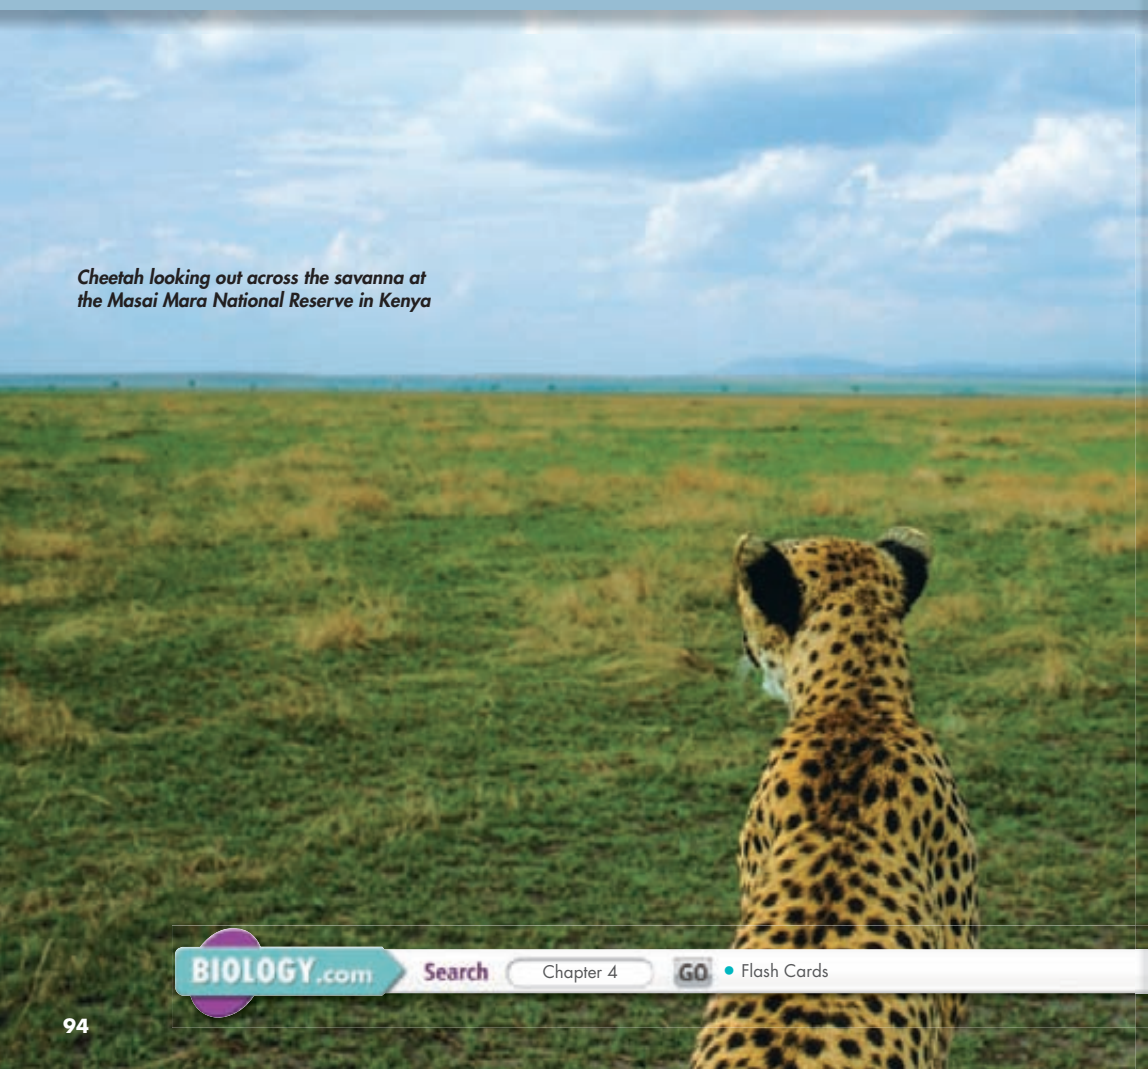 Cheetah looking out across the savanna at
the Masai Mara National Reserve in Kenya
BIOLOGY.com Search Chapter 4 GO • Flash Cards
94